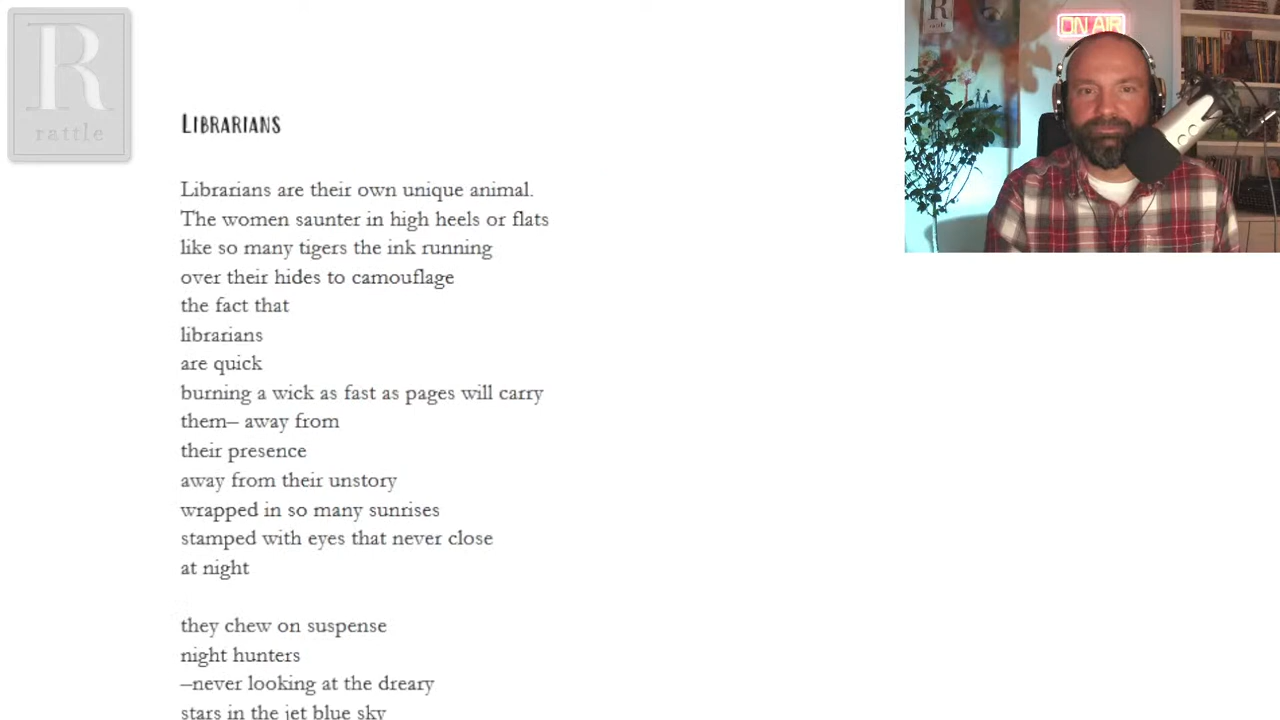 R
rattle
R
rattle
ON AIR
LIBRARIANS
Librarians are their own unique animal.
The women saunter in high heels or flats
like so many tigers the ink running
over their hides to camouflage
the fact that
librarians
are quick
burning a wick as fast as pages will carry
them– away from
their presence
away from their unstory
wrapped in so many sunrises
stamped with eyes that never close
at night
they chew on suspense
night hunters
–never looking at the dreary
stars in the jet blue sky